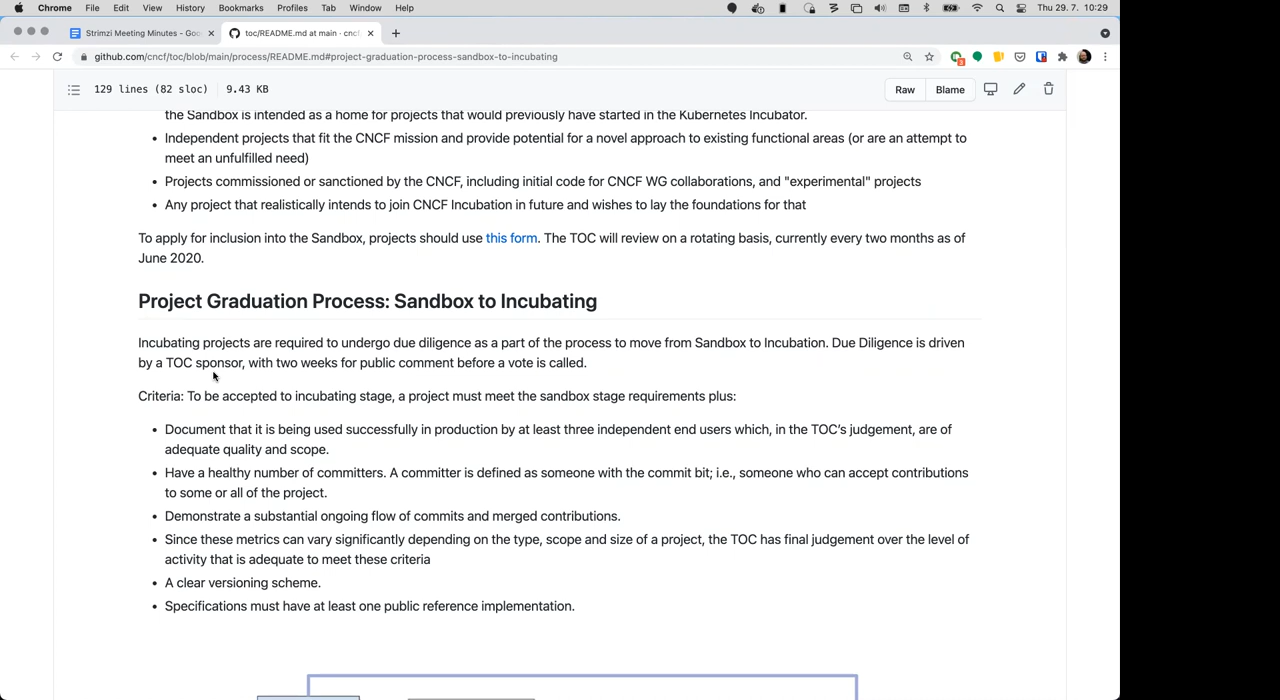 Chrome File Edit View History Bookmarks Profiles Tab Window Help Thu 29. 7. 10:29
Strimzi Meeting Minutes - Goo
toc/README.md at main · cncf
github.com/cncf/toc/blob/main/process/README.md#project-graduation-process-sandbox-to-incubating
129 lines (82 sloc) 9.43 KB Raw Blame
the Sandbox is intended as a home for projects that would previously have started in the Kubernetes Incubator.
• Independent projects that fit the CNCF mission and provide potential for a novel approach to existing functional areas (or are an attempt to
meet an unfulfilled need)
• Projects commissioned or sanctioned by the CNCF, including initial code for CNCF WG collaborations, and "experimental" projects
• Any project that realistically intends to join CNCF Incubation in future and wishes to lay the foundations for that
To apply for inclusion into the Sandbox, projects should use this form. The TOC will review on a rotating basis, currently every two months as of
June 2020.
Project Graduation Process: Sandbox to Incubating
Incubating projects are required to undergo due diligence as a part of the process to move from Sandbox to Incubation. Due Diligence is driven
by a TOC sponsor, with two weeks for public comment before a vote is called.
Criteria: To be accepted to incubating stage, a project must meet the sandbox stage requirements plus:
• Document that it is being used successfully in production by at least three independent end users which, in the TOC's judgement, are of
adequate quality and scope.
• Have a healthy number of committers. A committer is defined as someone with the commit bit; i.e., someone who can accept contributions
to some or all of the project.
• Demonstrate a substantial ongoing flow of commits and merged contributions.
• Since these metrics can vary significantly depending on the type, scope and size of a project, the TOC has final judgement over the level of
activity that is adequate to meet these criteria
• A clear versioning scheme.
• Specifications must have at least one public reference implementation.